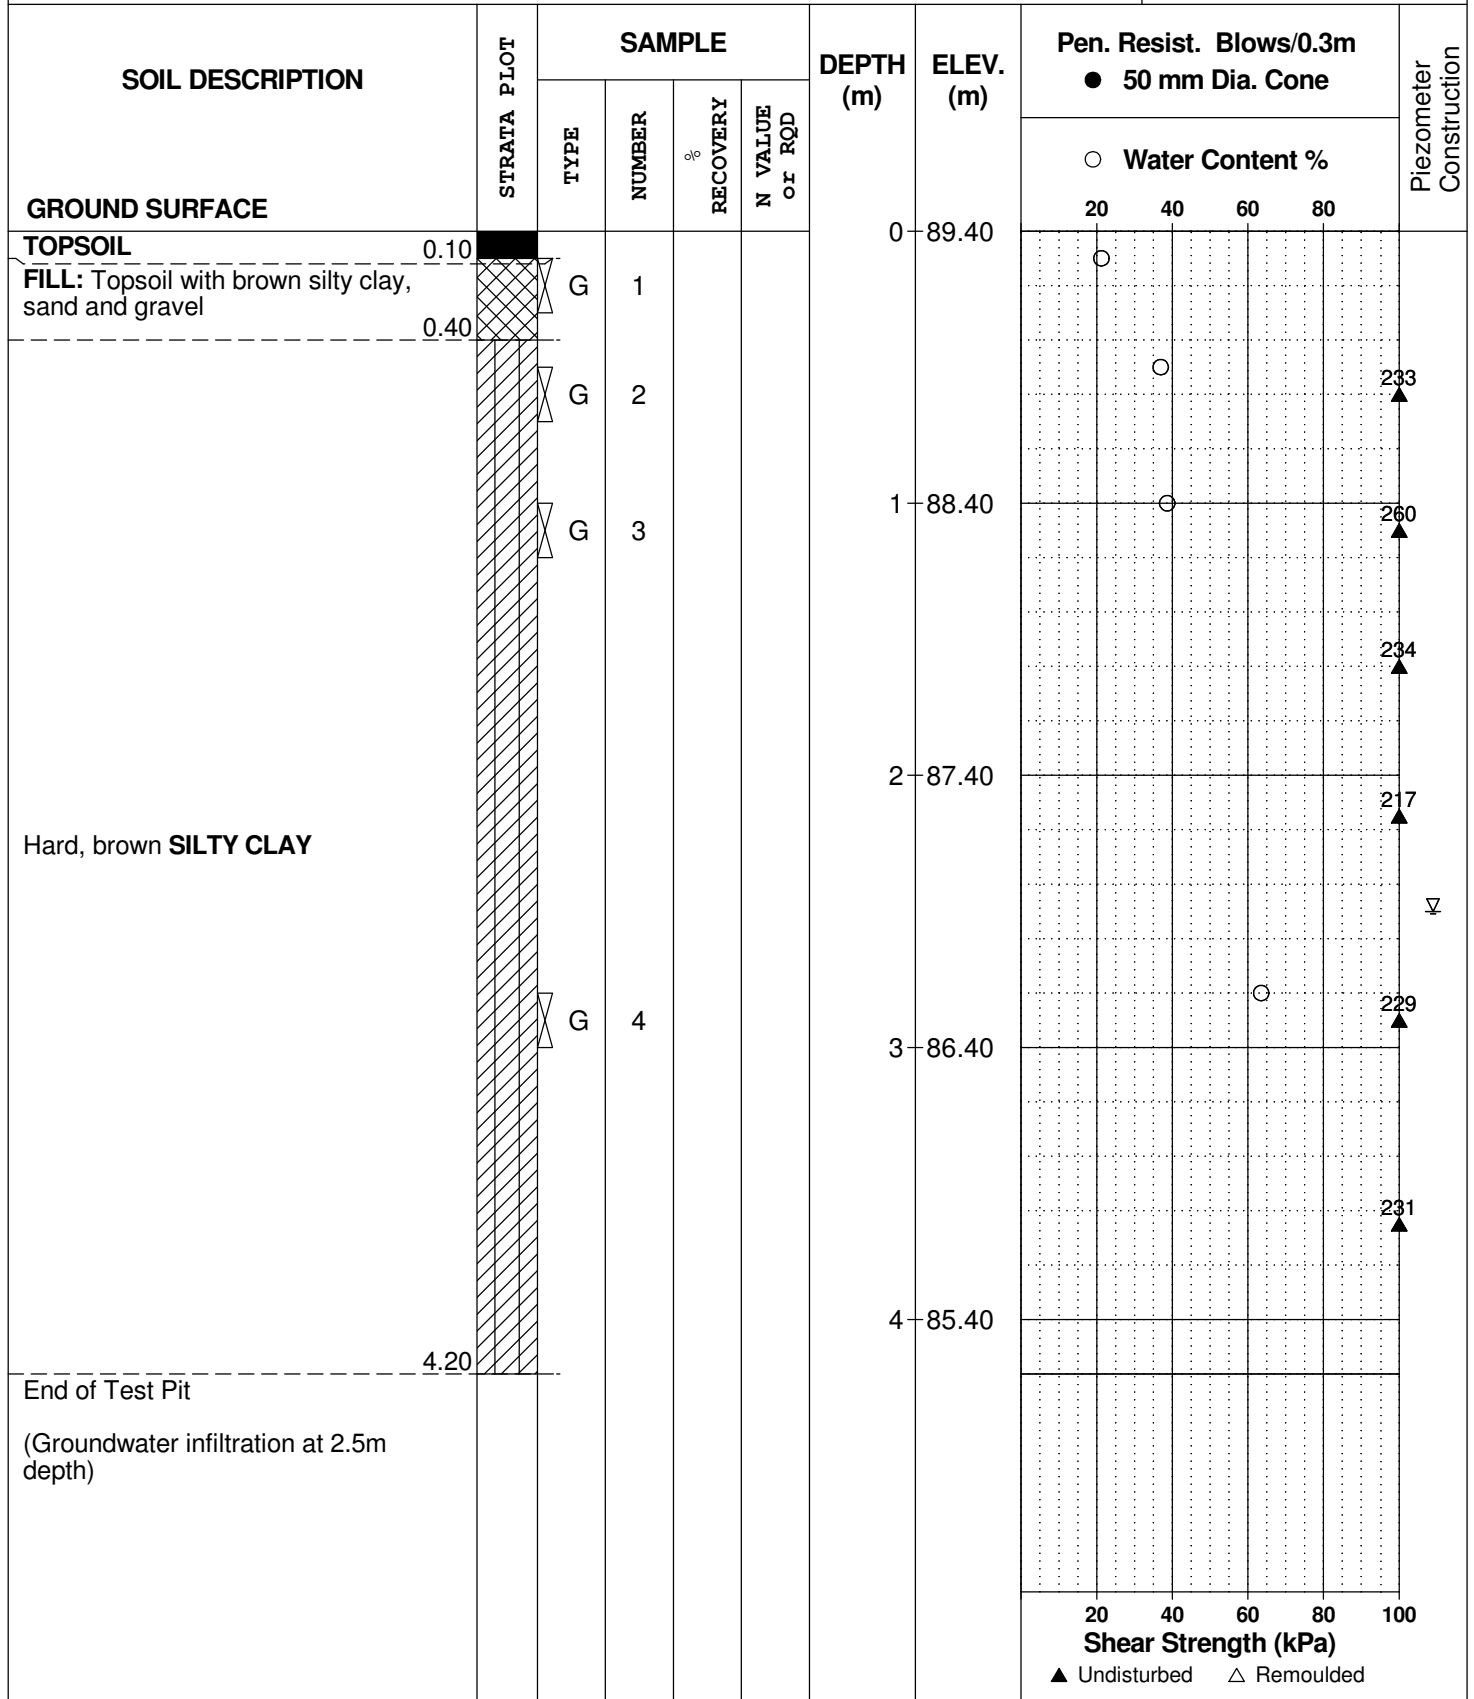 SOIL DESCRIPTION
GROUND SURFACE
STRATA PLOT
SAMPLE
TYPE
NUMBER
%
RECOVERY
N VALUE
or RQD
DEPTH
(m)
ELEV.
(m)
Pen. Resist. Blows/0.3m
● 50 mm Dia. Cone
○ Water Content %
20 40 60 80
Piezometer
Construction
TOPSOIL 0.10
FILL: Topsoil with brown silty clay,
sand and gravel
0.40
G 1
G 2
G 3
G 4
Hard, brown SILTY CLAY
4.20
End of Test Pit
(Groundwater infiltration at 2.5m
depth)
0 89.40
1 88.40
2 87.40
3 86.40
4 85.40
233
260
234
217
229
231
20 40 60 80 100
Shear Strength (kPa)
▲ Undisturbed △ Remoulded